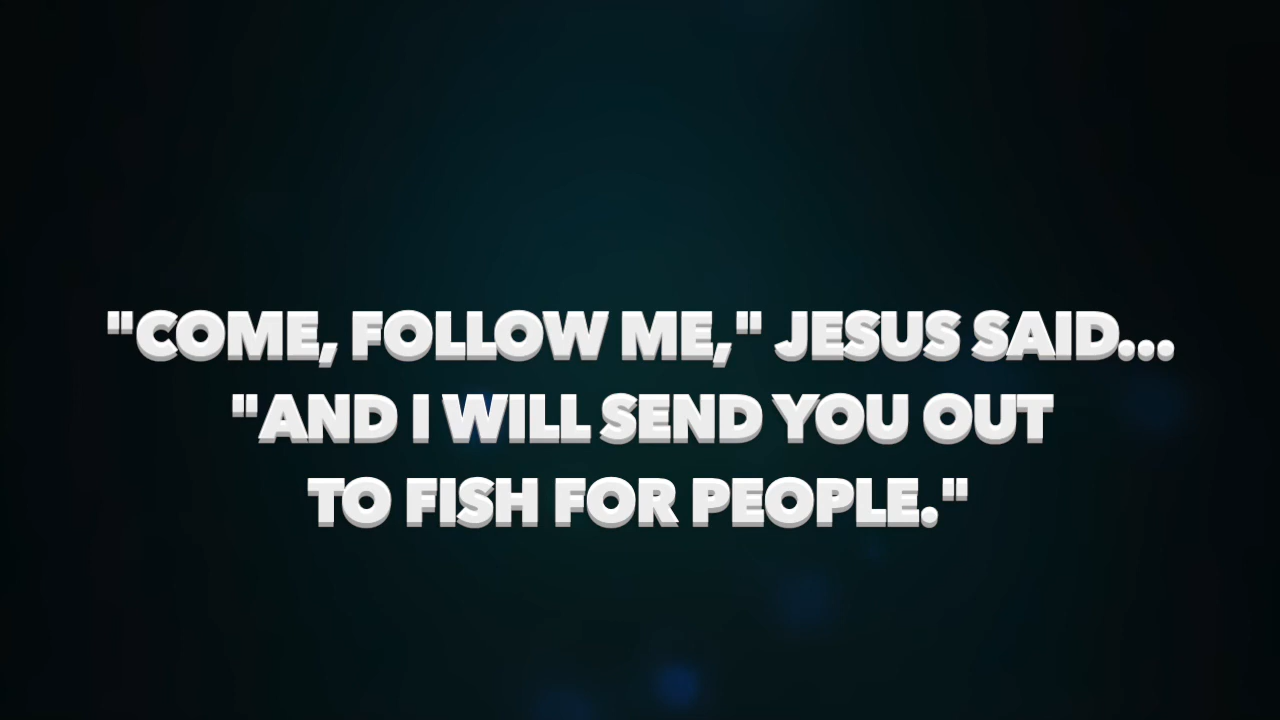 "COME, FOLLOW ME," JESUS SAID...
"AND I WILL SEND YOU OUT
TO FISH FOR PEOPLE."